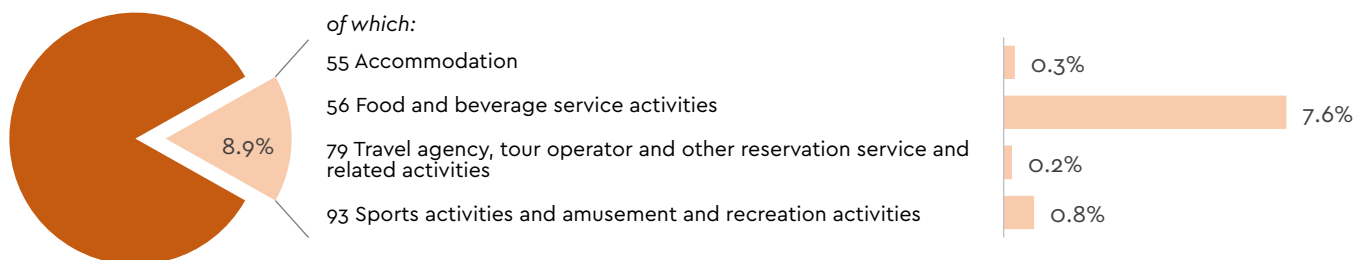 of which:
55 Accommodation
0.3%
56 Food and beverage service activities
7.6%
8.9%
79 Travel agency, tour operator and other reservation service and
related activities
0.2%
93 Sports activities and amusement and recreation activities
0.8%